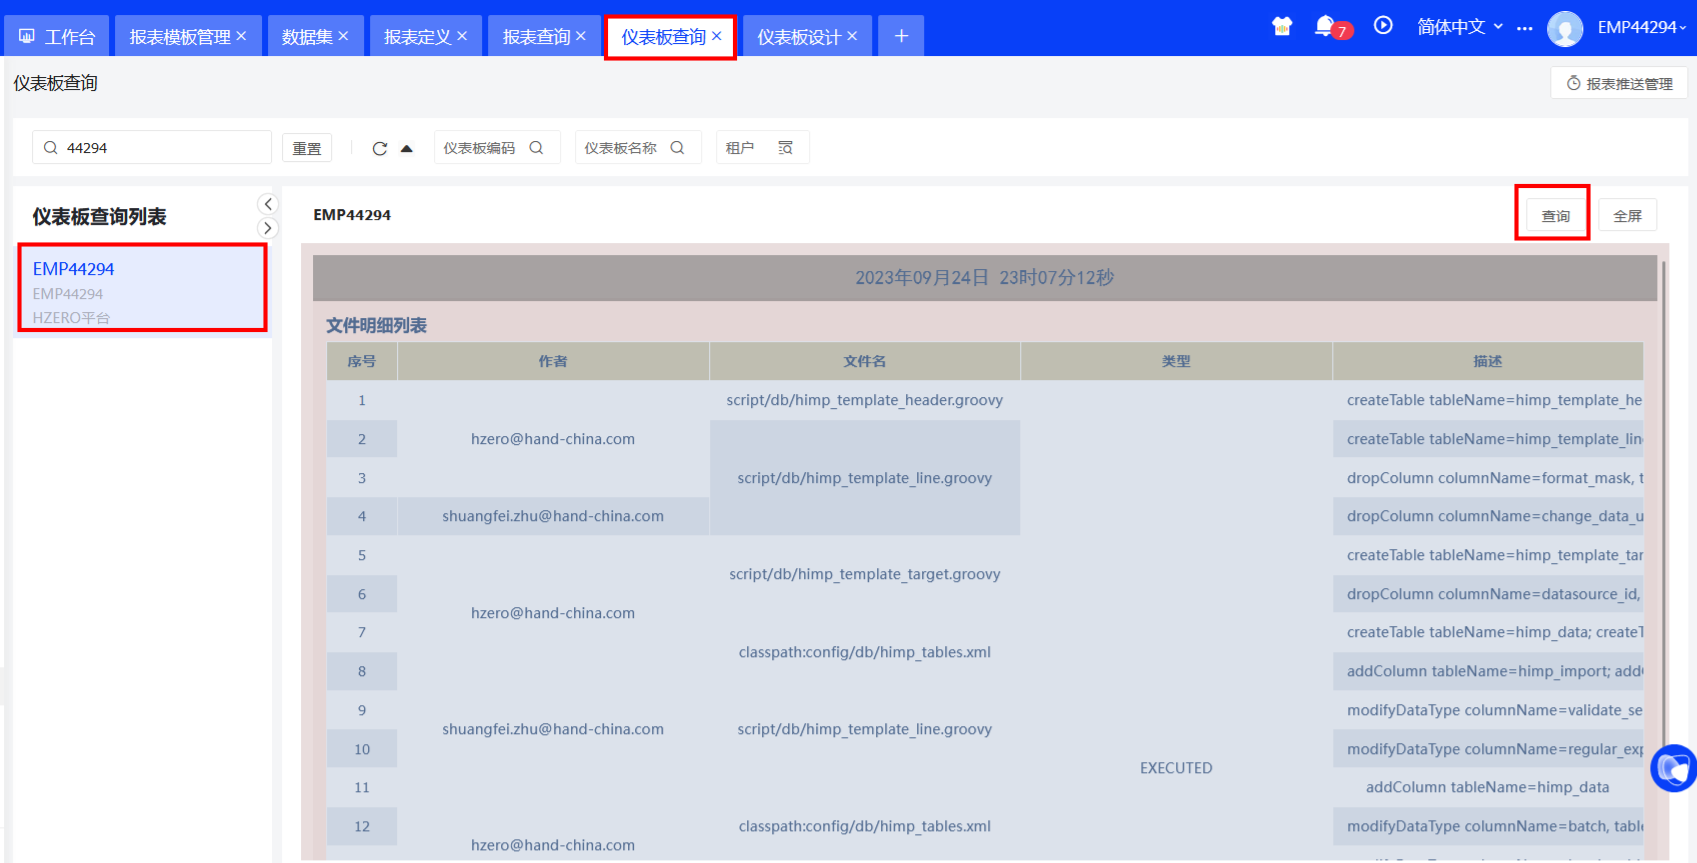 工作台 报表模板管理 × 数据集 × 报表定义 × 报表查询 × 仪表板查询 × 仪表板设计 × + 7 简体中文 ··· EMP44294
仪表板查询 报表推送管理
44294 重置 仪表板编码 仪表板名称 租户
仪表板查询列表 EMP44294 查询 全屏
EMP44294
EMP44294
HZERO平台
2023年09月24日 23时07分12秒
文件明细列表
序号 作者 文件名 类型 描述
1 script/db/himp_template_header.groovy createTable tableName=himp_template_he
2 hzero@hand-china.com createTable tableName=himp_template_lin
3 script/db/himp_template_line.groovy dropColumn columnName=format_mask, t
4 shuangfei.zhu@hand-china.com dropColumn columnName=change_data_u
5 createTable tableName=himp_template_tar
script/db/himp_template_target.groovy
6 dropColumn columnName=datasource_id,
hzero@hand-china.com
7 createTable tableName=himp_data; createT
classpath:config/db/himp_tables.xml
8 addColumn tableName=himp_import; add
9 modifyDataType columnName=validate_se
shuangfei.zhu@hand-china.com script/db/himp_template_line.groovy
10 modifyDataType columnName=regular_exp
EXECUTED
11 addColumn tableName=himp_data
12 classpath:config/db/himp_tables.xml modifyDataType columnName=batch, table
hzero@hand-china.com